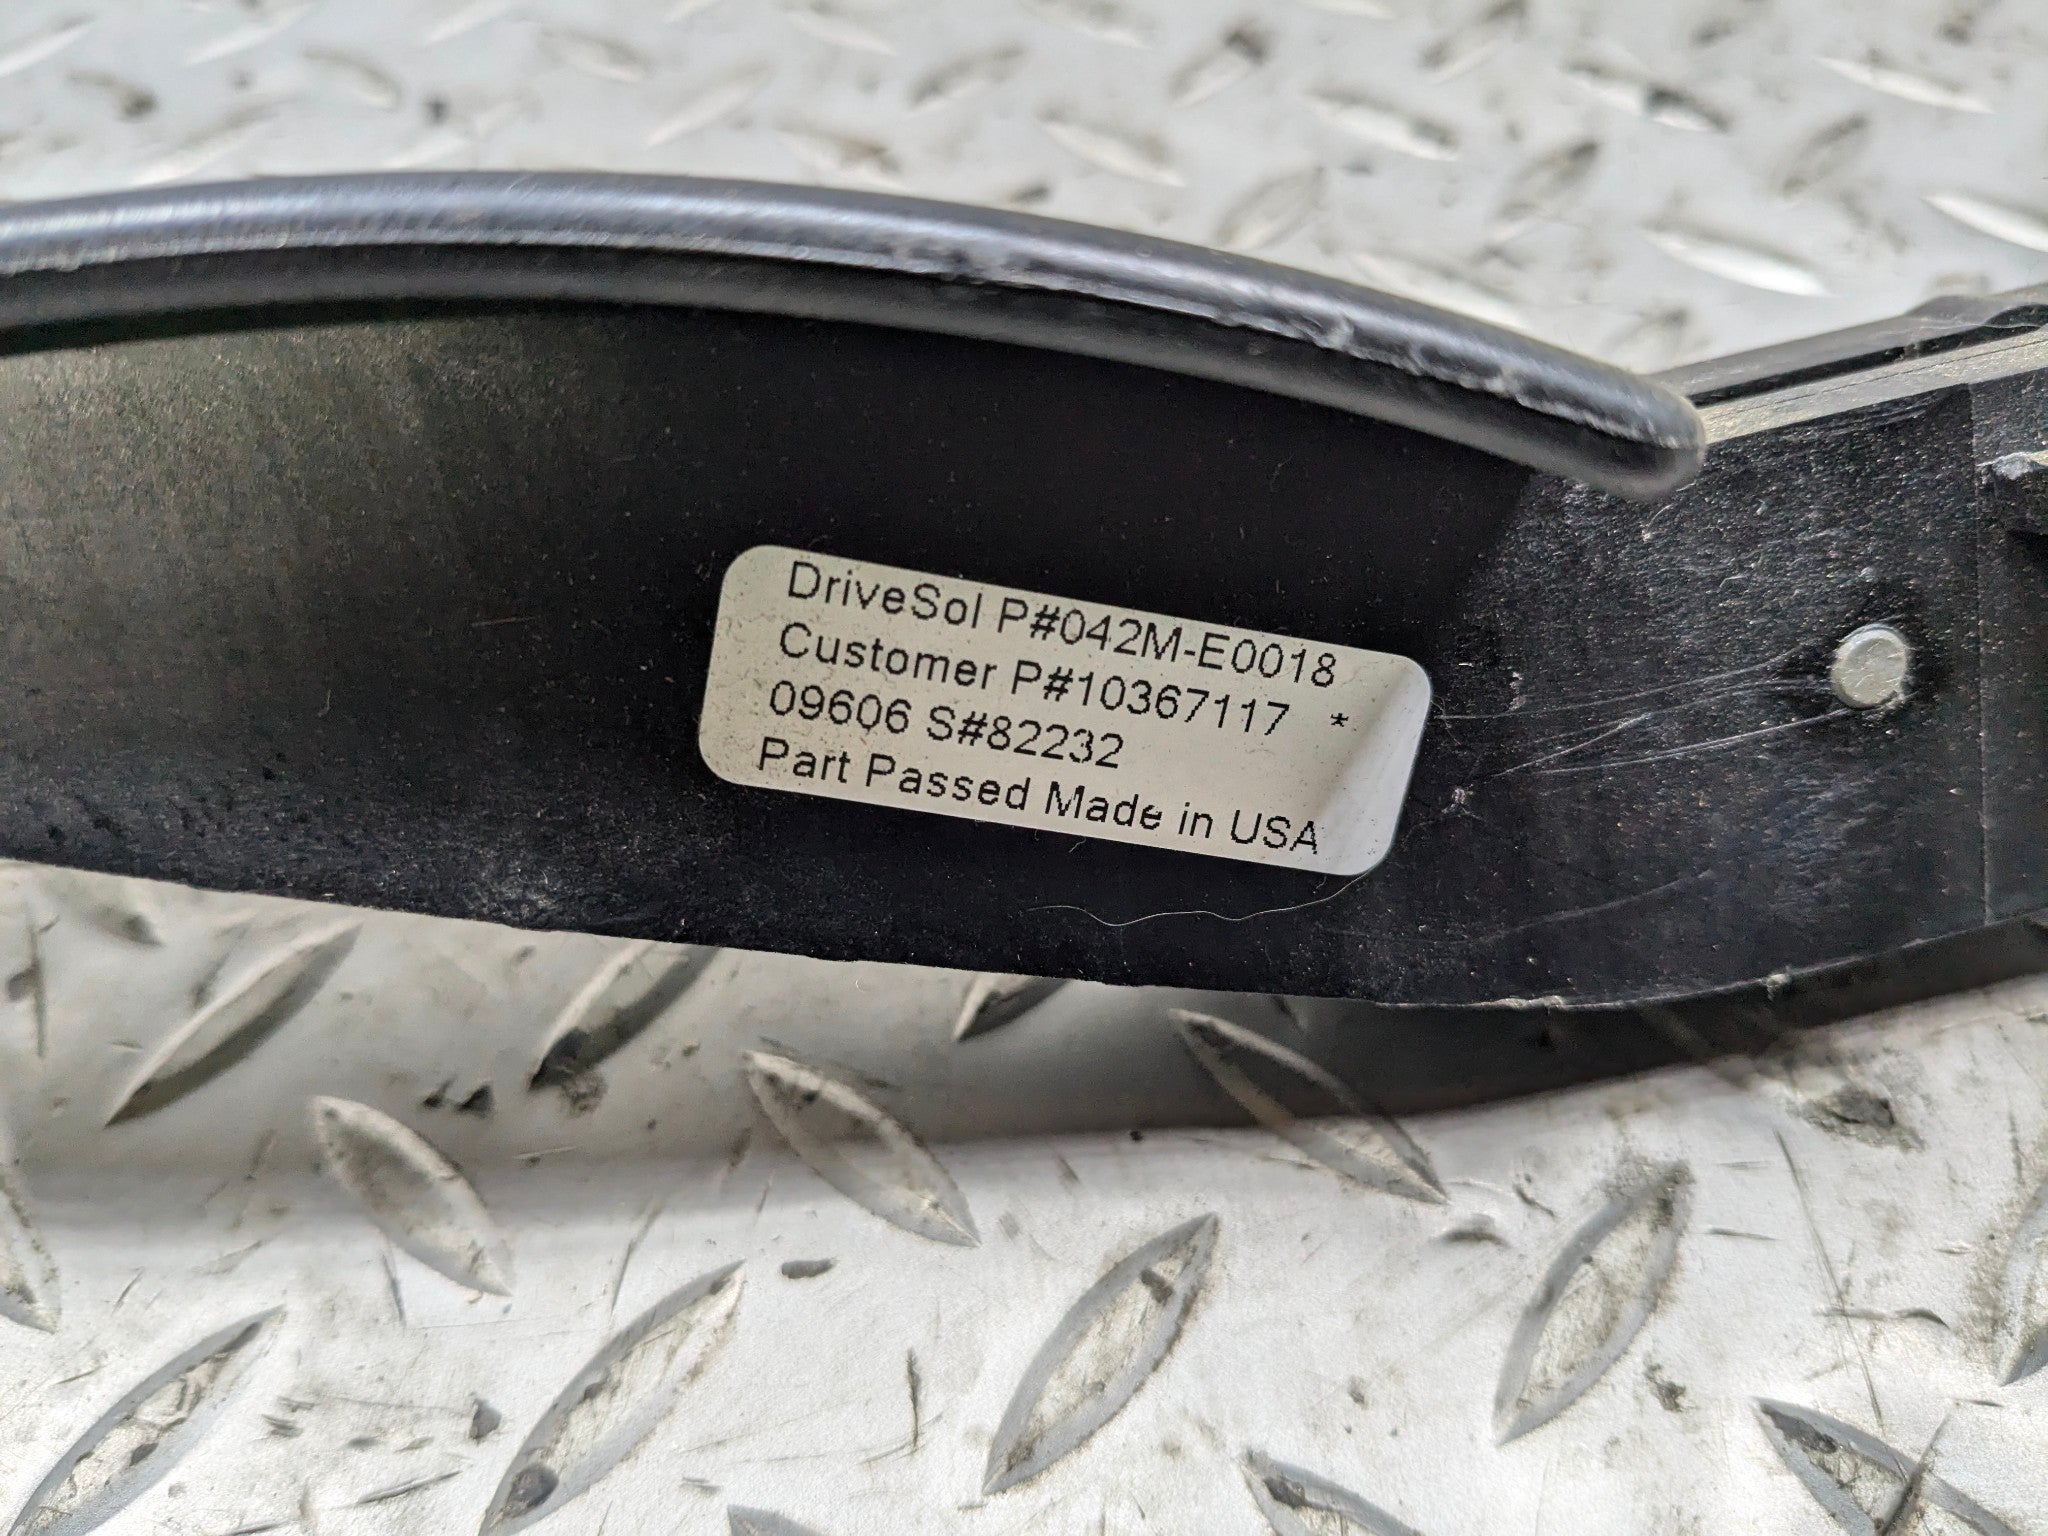 DriveSol P#042M-E0018
Customer P#10367117 *
09606 S#82232
Part Passed Made in USA